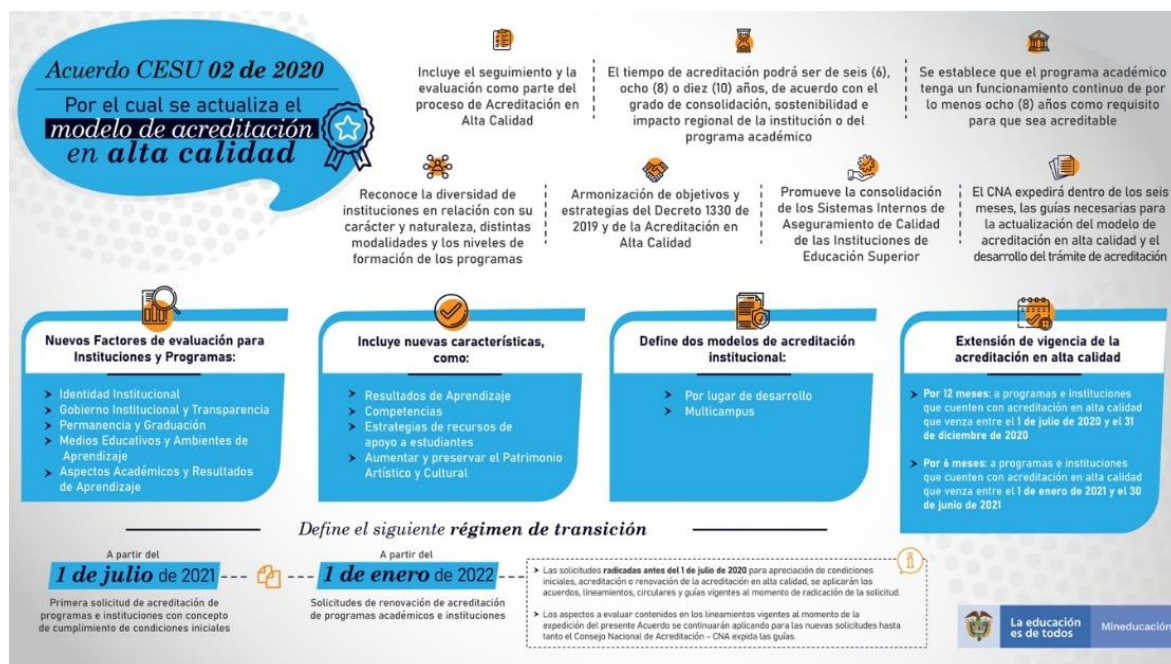 Acuerdo CESU 02 de 2020
Por el cual se actualiza el
modelo de acreditación
en alta calidad
Incluye el seguimiento y la
evaluación como parte del
proceso de Acreditación en
Alta Calidad
El tiempo de acreditación podrá ser de seis (6),
ocho (8) o diez (10) años, de acuerdo con el
grado de consolidación, sostenibilidad e
impacto regional de la institución o del
programa académico
Se establece que el programa académico
tenga un funcionamiento continuo de por
lo menos ocho (8) años como requisito
para que sea acreditable
Reconoce la diversidad de
instituciones en relación con su
carácter y naturaleza, distintas
modalidades y los niveles de
formación de los programas
Armonización de objetivos y
estrategias del Decreto 1330 de
2019 y de la Acreditación en
Alta Calidad
Promueve la consolidación
de los Sistemas Internos de
Aseguramiento de Calidad
de las Instituciones de
Educación Superior
El CNA expedirá dentro de los seis
meses, las guías necesarias para
la actualización del modelo de
acreditación en alta calidad y el
desarrollo del trámite de acreditación
Nuevos Factores de evaluación para
Instituciones y Programas:
Identidad Institucional
Gobierno Institucional y Transparencia
Permanencia y Graduación
Medios Educativos y Ambientes de
Aprendizaje
Aspectos Académicos y Resultados
de Aprendizaje
Incluye nuevas características,
como:
Resultados de Aprendizaje
Competencias
Estrategias de recursos de
apoyo a estudiantes
Aumentar y preservar el Patrimonio
Artístico y Cultural
Define dos modelos de acreditación
institucional:
Por lugar de desarrollo
Multicampus
Extensión de vigencia de la
acreditación en alta calidad
Por 12 meses: a programas e instituciones
que cuenten con acreditación en alta calidad
que venza entre el 1 de julio de 2020 y el 31
de diciembre de 2020
Por 6 meses: a programas e instituciones
que cuenten con acreditación en alta calidad
que venza entre el 1 de enero de 2021 y el 30
de junio de 2021
Define el siguiente régimen de transición
A partir del
1 de julio de 2021
Primera solicitud de acreditación de
programas e instituciones con concepto
de cumplimiento de condiciones iniciales
A partir del
1 de enero de 2022
Solicitudes de renovación de acreditación
de programas académicos e instituciones
Las solicitudes radicadas antes del 1 de julio de 2020 para apreciación de condiciones
iniciales, acreditación o renovación de la acreditación en alta calidad, se aplicarán los
acuerdos, lineamientos, circulares y guías vigentes al momento de radicación de la solicitud.
Los aspectos a evaluar contenidos en los lineamientos vigentes al momento de la
expedición del presente Acuerdo se continuarán aplicando para las nuevas solicitudes hasta
tanto el Consejo Nacional de Acreditación - CNA expida las guías.
La educación
es de todos
Mineducación